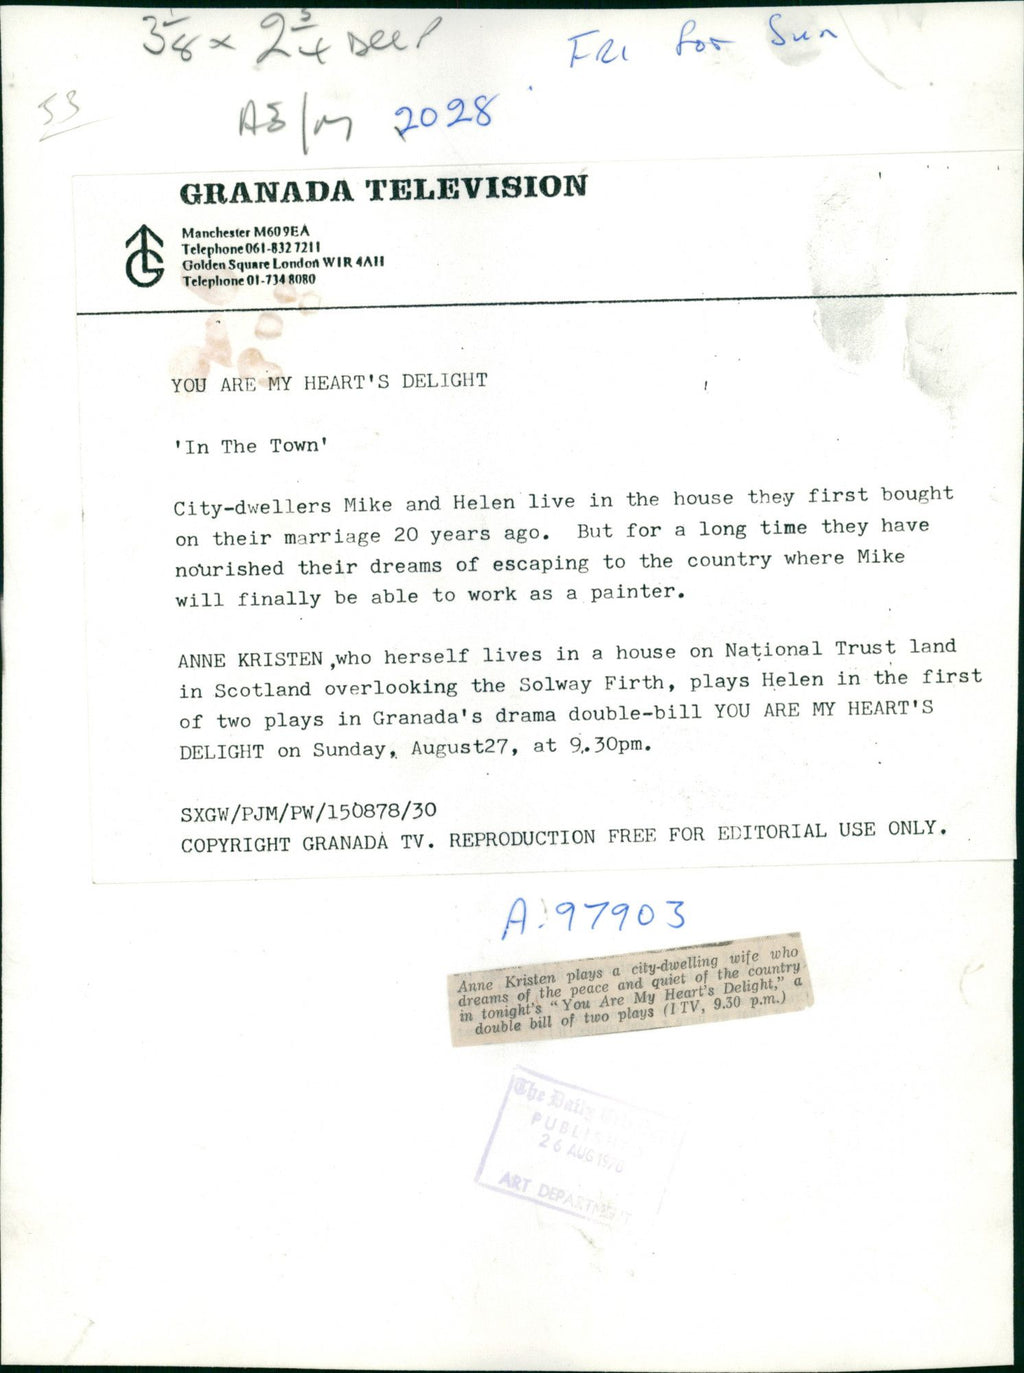 3 1/8 x 2 3/4 DEEP
Fri for Sun
53
2028
GRANADA TELEVISION
Manchester M60 9EA
Telephone 061-832 7211
Golden Square London W1R 4AH
Telephone 01-734 8080
YOU ARE MY HEART'S DELIGHT
'In The Town'
City-dwellers Mike and Helen live in the house they first bought
on their marriage 20 years ago. But for a long time they have
nourished their dreams of escaping to the country where Mike
will finally be able to work as a painter.
ANNE KRISTEN ,who herself lives in a house on National Trust land
in Scotland overlooking the Solway Firth, plays Helen in the first
of two plays in Granada's drama double-bill YOU ARE MY HEART'S
DELIGHT on Sunday, August27, at 9.30pm.
SXGW/PJM/PW/150878/30
COPYRIGHT GRANADA TV. REPRODUCTION FREE FOR EDITORIAL USE ONLY.
A.97903
Anne Kristen plays a city-dwelling wife who
dreams of the peace and quiet of the country
in tonight's "You Are My Heart's Delight," a
double bill of two plays (ITV, 9.30 p.m.)
The Daily
PUBLISHED
26 AUG 1978
ART DEPARTMENT